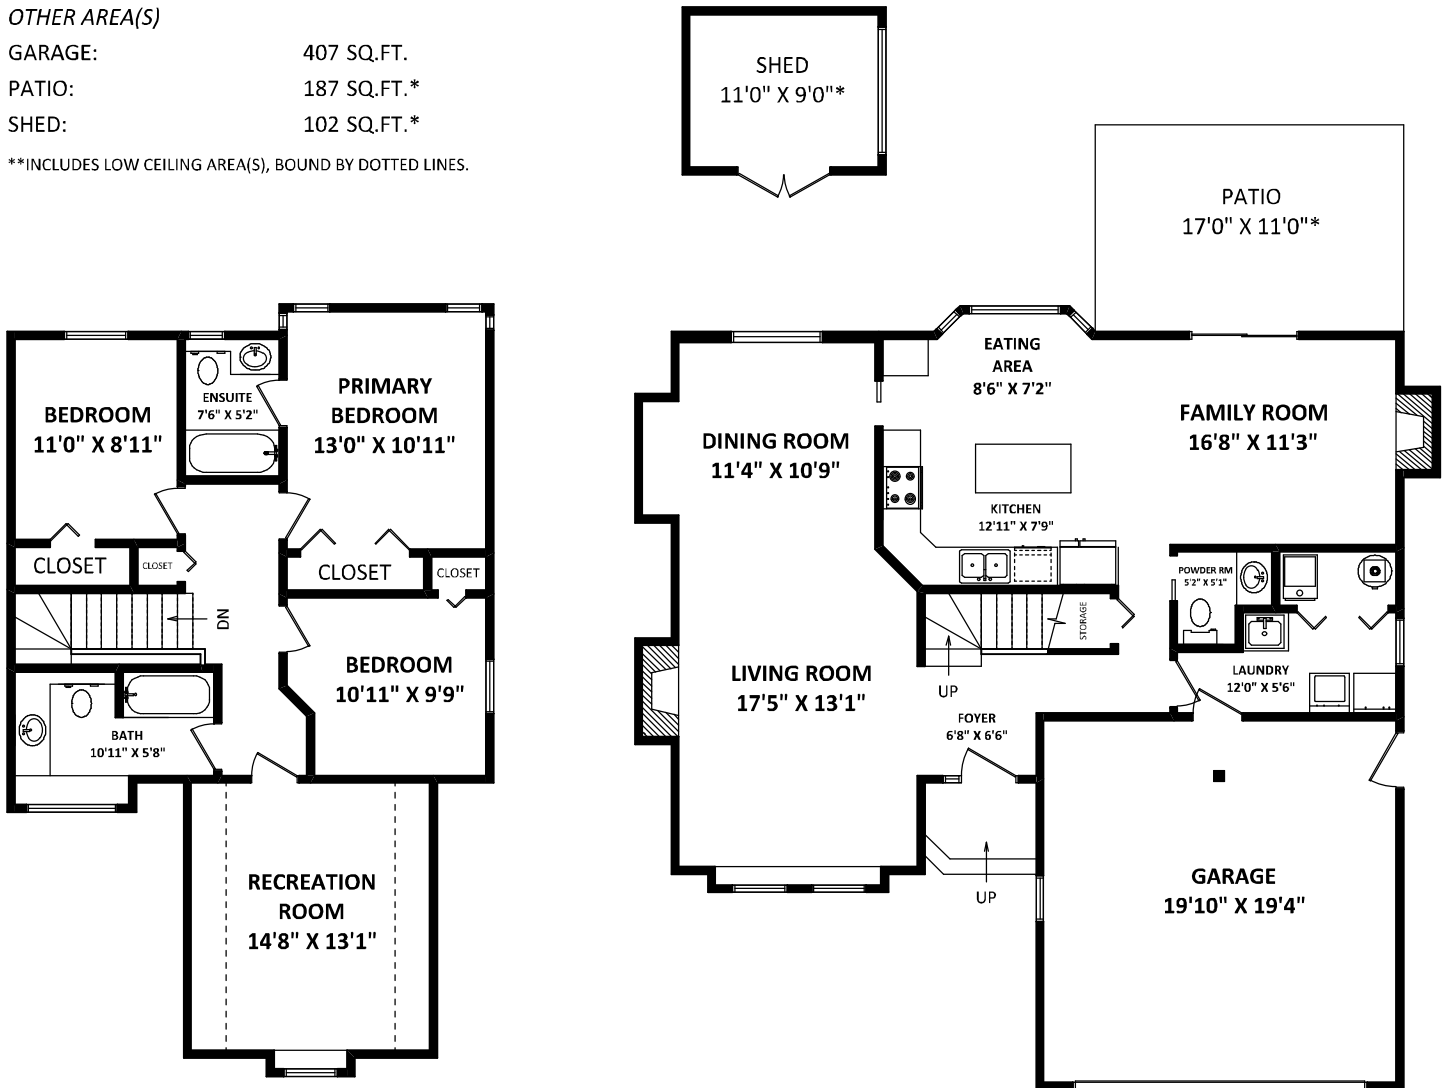 OTHER AREA(S)
GARAGE: 407 SQ.FT.
PATIO: 187 SQ.FT.*
SHED: 102 SQ.FT.*
**INCLUDES LOW CEILING AREA(S), BOUND BY DOTTED LINES.
SHED
11'0" X 9'0"*
PATIO
17'0" X 11'0"*
BEDROOM
11'0" X 8'11"
ENSUITE
7'6" X 5'2"
PRIMARY
BEDROOM
13'0" X 10'11"
CLOSET
CLOSET
CLOSET
CLOSET
DN
BEDROOM
10'11" X 9'9"
BATH
10'11" X 5'8"
RECREATION
ROOM
14'8" X 13'1"
EATING
AREA
8'6" X 7'2"
DINING ROOM
11'4" X 10'9"
FAMILY ROOM
16'8" X 11'3"
KITCHEN
12'11" X 7'9"
POWDER RM
5'2" X 5'1"
STORAGE
LIVING ROOM
17'5" X 13'1"
UP
LAUNDRY
12'0" X 5'6"
FOYER
6'8" X 6'6"
UP
GARAGE
19'10" X 19'4"